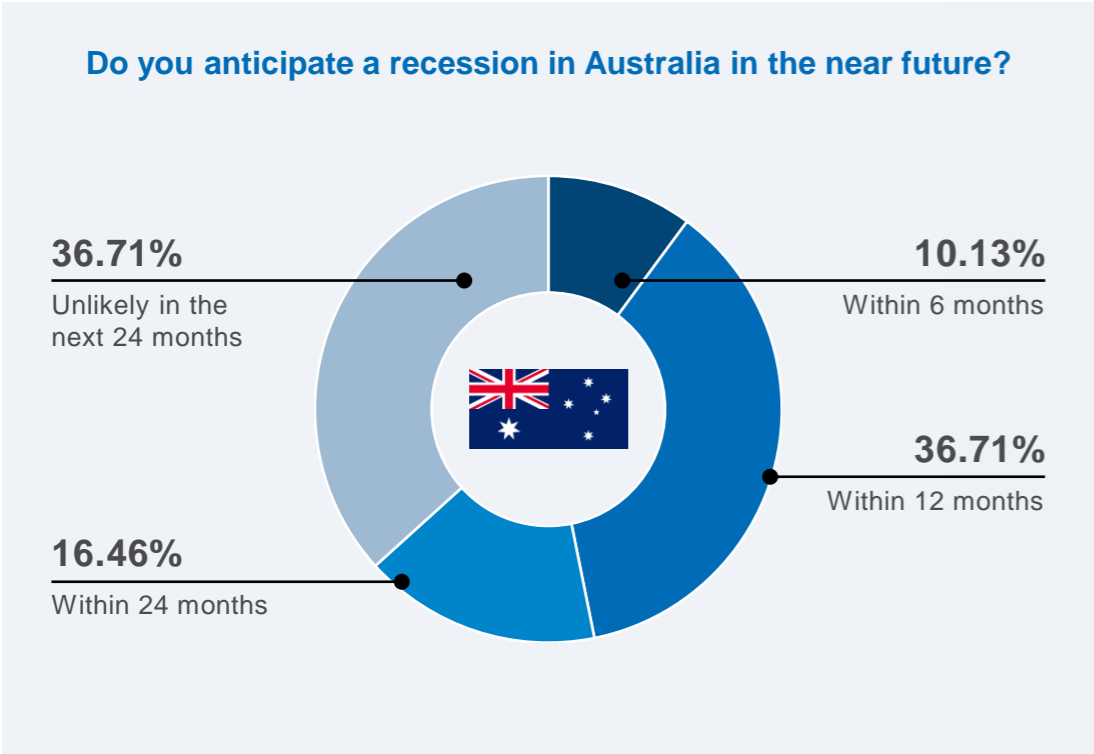 Do you anticipate a recession in Australia in the near future?
36.71%
Unlikely in the
next 24 months
10.13%
Within 6 months
36.71%
Within 12 months
16.46%
Within 24 months